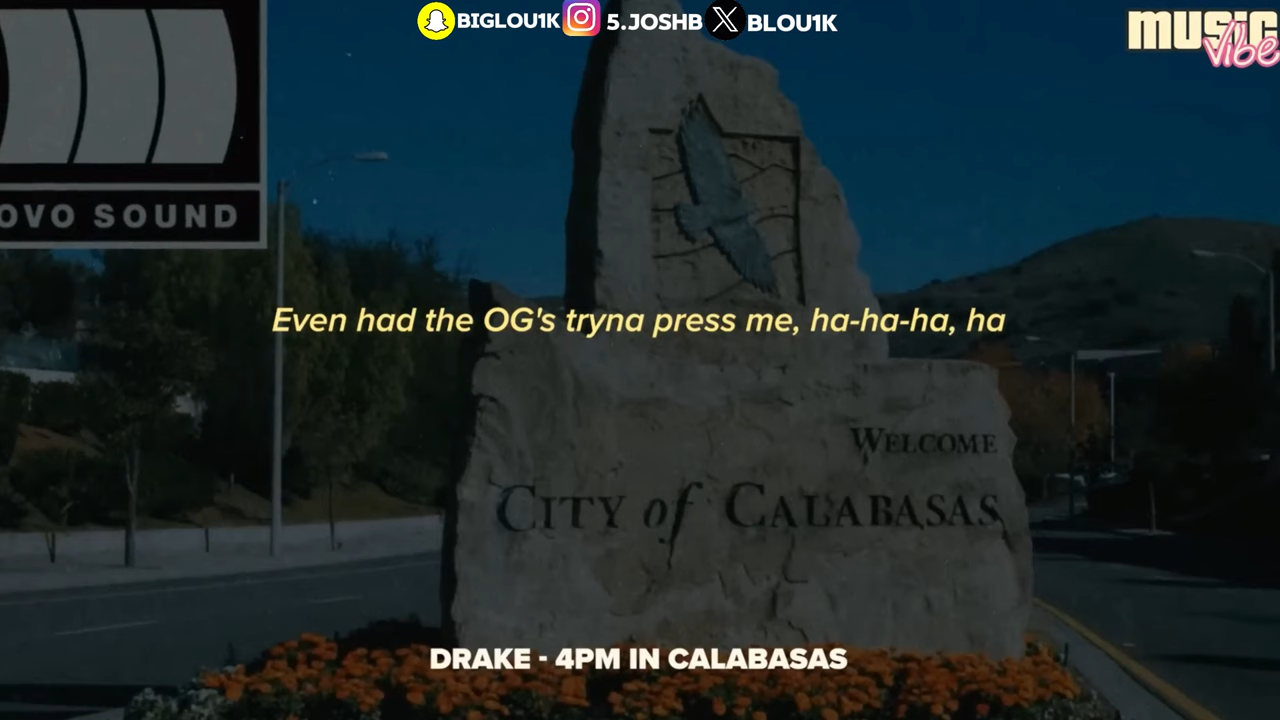 BIGLOU1K 5.JOSHB BLOU1K
MUSIC
Vibe
OVO SOUND
Even had the OG's tryna press me, ha-ha-ha, ha
WELCOME
CITY of CALABASAS
DRAKE - 4PM IN CALABASAS